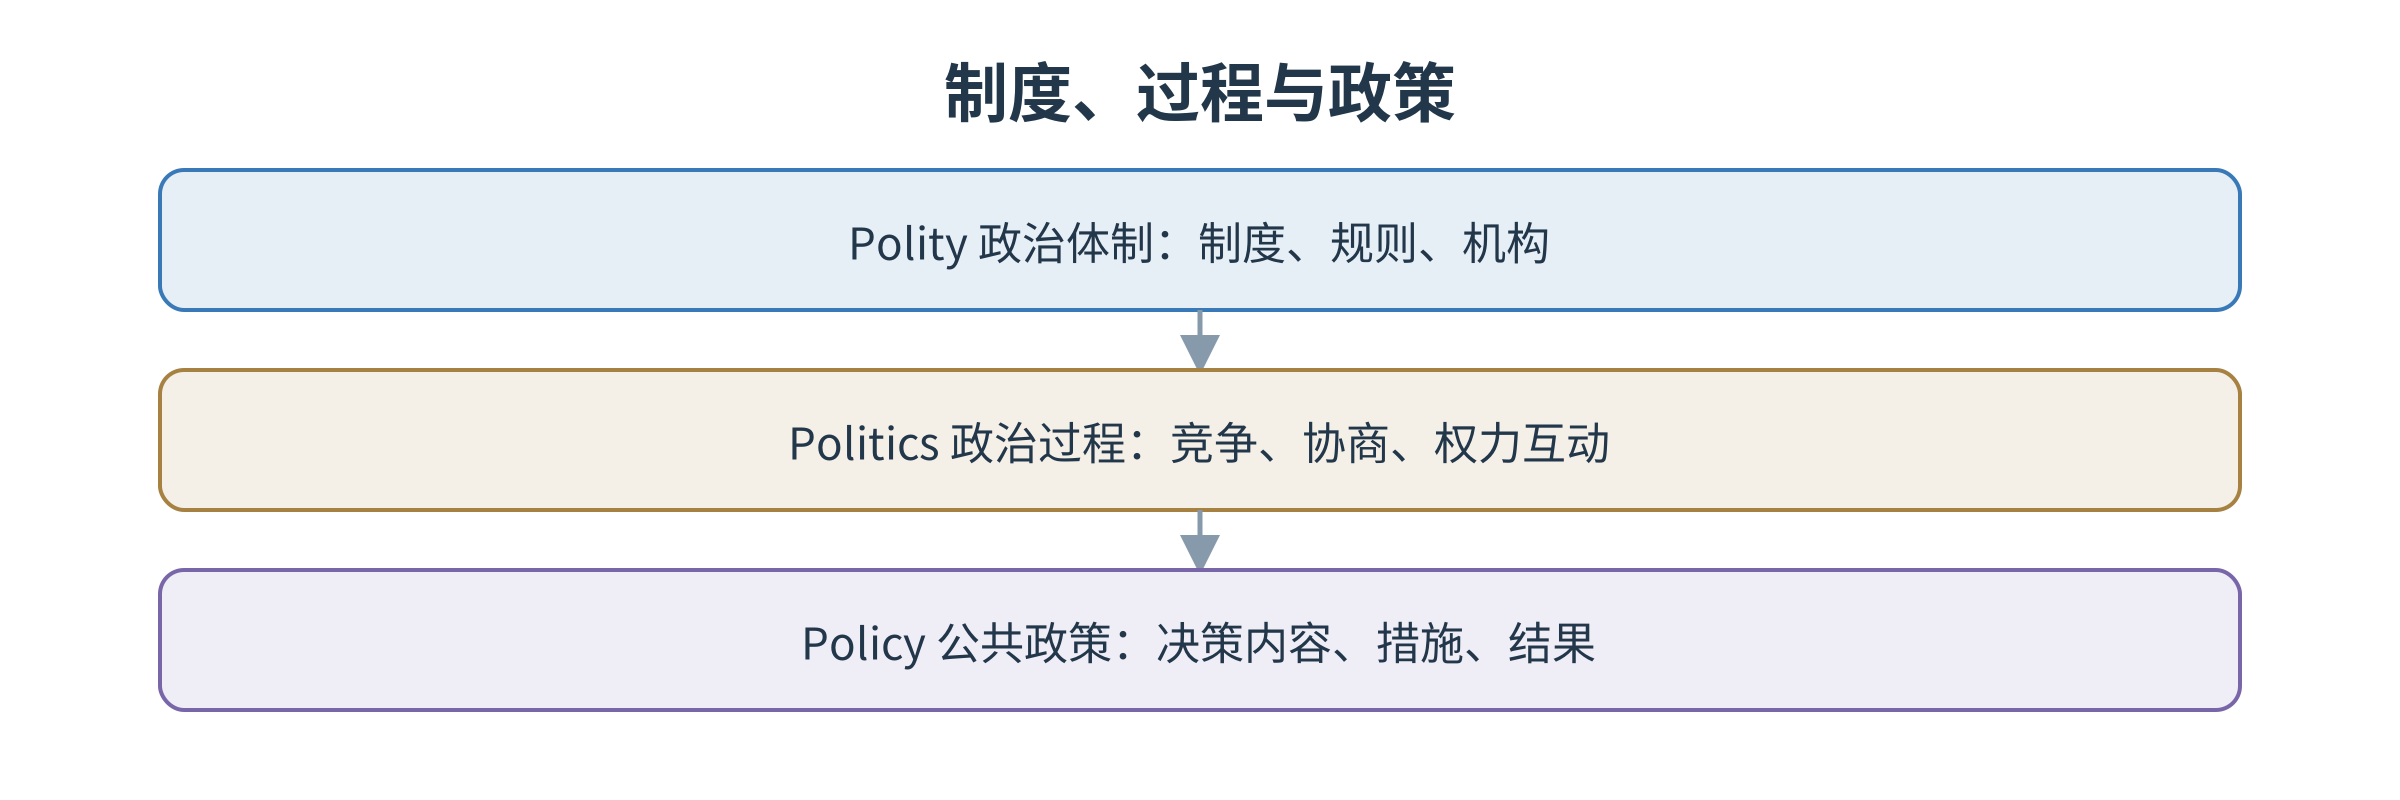 制度、过程与政策
Polity 政治体制：制度、规则、机构
Politics 政治过程：竞争、协商、权力互动
Policy 公共政策：决策内容、措施、结果